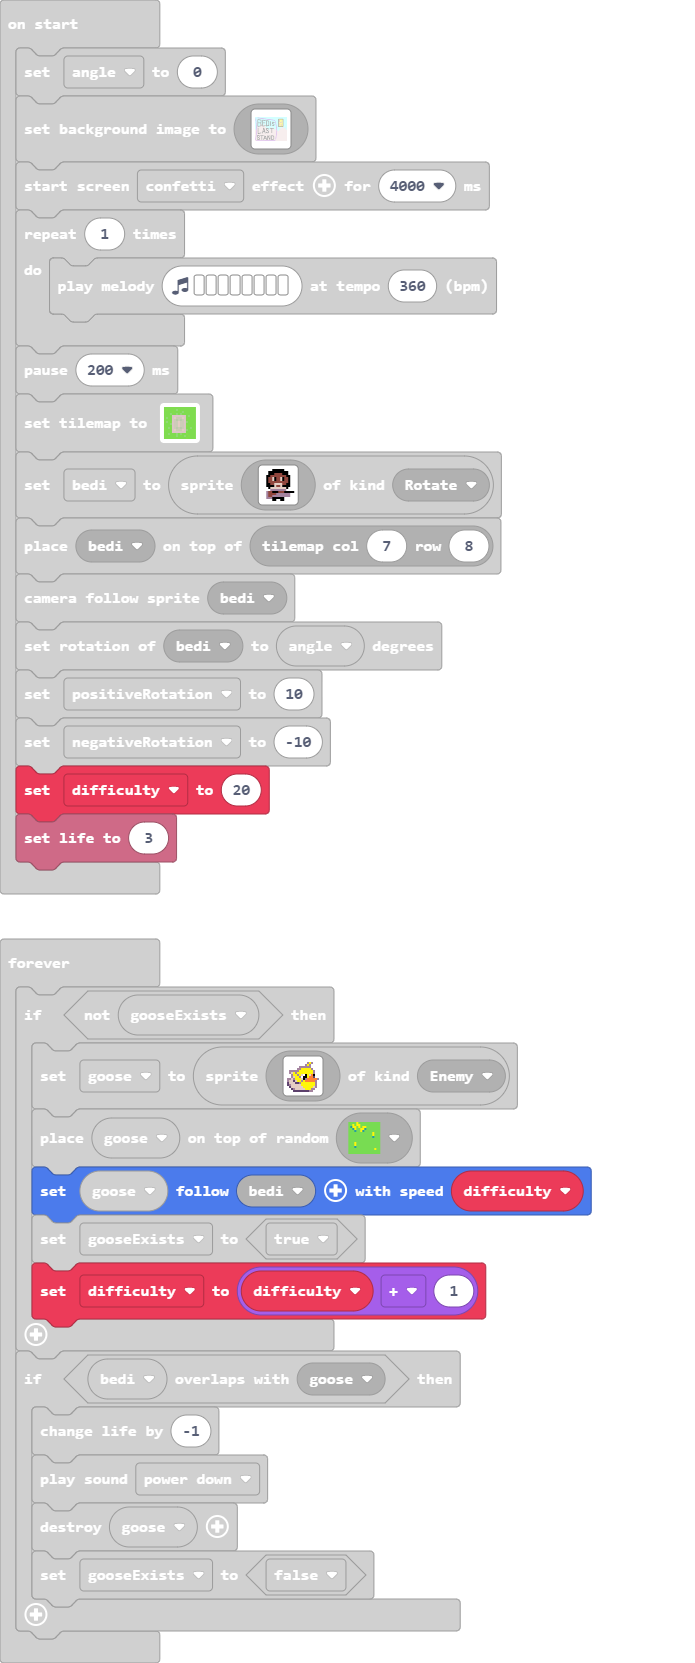 on start
set angle to 0
set background image to
start screen confetti effect for 4000 ms
repeat 1 times
do
play melody at tempo 360 (bpm)
pause 200 ms
set tilemap to
set bedi to sprite of kind Rotate
place bedi on top of tilemap col 7 row 8
camera follow sprite bedi
set rotation of bedi to angle degrees
set positiveRotation to 10
set negativeRotation to -10
set difficulty to 20
set life to 3
forever
if not gooseExists then
set goose to sprite of kind Enemy
place goose on top of random
set goose follow bedi with speed difficulty
set gooseExists to true
set difficulty to difficulty + 1
if bedi overlaps with goose then
change life by -1
play sound power down
destroy goose
set gooseExists to false